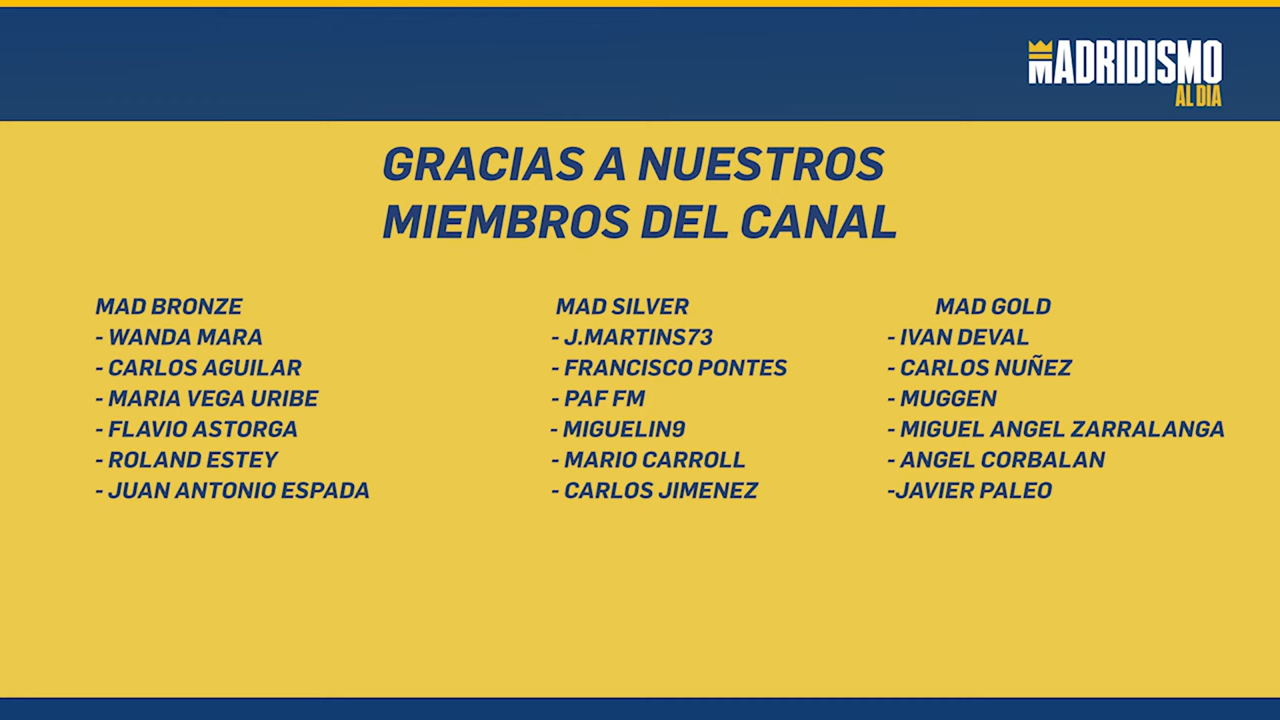 MADRIDISMO
AL DIA
GRACIAS A NUESTROS
MIEMBROS DEL CANAL
MAD BRONZE
- WANDA MARA
- CARLOS AGUILAR
- MARIA VEGA URIBE
- FLAVIO ASTORGA
- ROLAND ESTEY
- JUAN ANTONIO ESPADA
MAD SILVER
- J.MARTINS73
- FRANCISCO PONTES
- PAF FM
- MIGUELIN9
- MARIO CARROLL
- CARLOS JIMENEZ
MAD GOLD
- IVAN DEVAL
- CARLOS NUÑEZ
- MUGGEN
- MIGUEL ANGEL ZARRALANGA
- ANGEL CORBALAN
-JAVIER PALEO